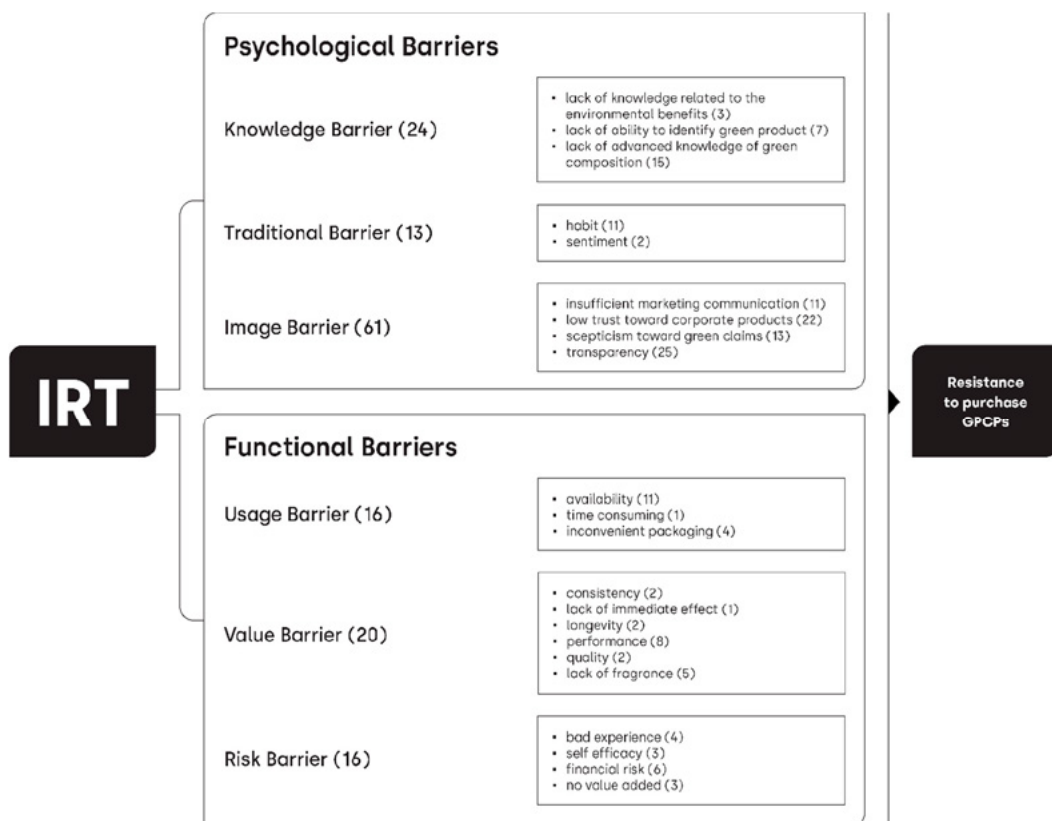 Psychological Barriers
Knowledge Barrier (24)
• lack of knowledge related to the
environmental benefits (3)
• lack of ability to identify green product (7)
• lack of advanced knowledge of green
composition (15)
Traditional Barrier (13)
• habit (11)
• sentiment (2)
Image Barrier (61)
• insufficient marketing communication (11)
• low trust toward corporate products (22)
• scepticism toward green claims (13)
• transparency (25)
IRT
Resistance
to purchase
GPCPs
Functional Barriers
Usage Barrier (16)
• availability (11)
• time consuming (1)
• inconvenient packaging (4)
Value Barrier (20)
• consistency (2)
• lack of immediate effect (1)
• longevity (2)
• performance (8)
• quality (2)
• lack of fragrance (5)
Risk Barrier (16)
• bad experience (4)
• self efficacy (3)
• financial risk (6)
• no value added (3)